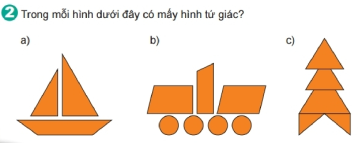 2 Trong mỗi hình dưới đây có mấy hình tứ giác?
a) b) c)